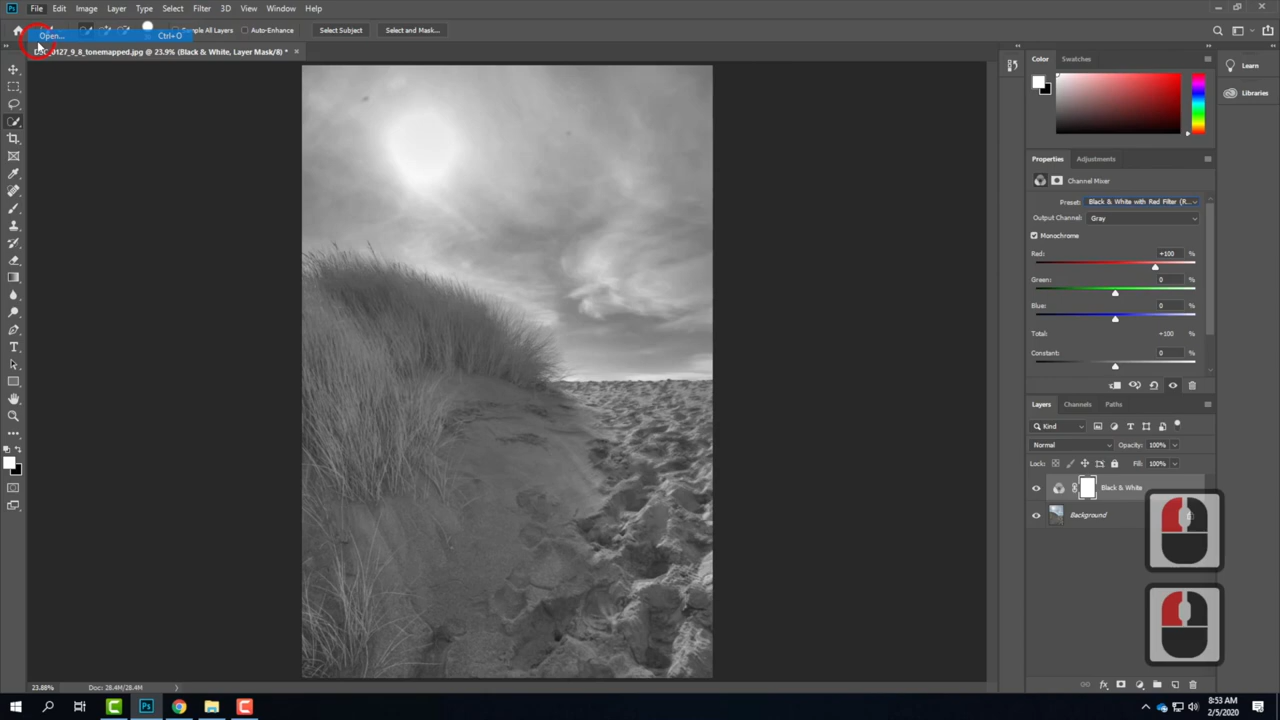 File Edit Image Layer Type Select Filter 3D View Window Help
Open... Ctrl+O
Sample All Layers Auto-Enhance Select Subject Select and Mask...
DSC_0127_9_8_tonemapped.jpg @ 23.9% (Black & White, Layer Mask/8) *
Color Swatches
Learn
Libraries
Properties Adjustments
Channel Mixer
Preset: Black & White with Red Filter (R...
Output Channel: Gray
Monochrome
Red: +100 %
Green: 0 %
Blue: 0 %
Total: +100 %
Constant: 0 %
Layers Channels Paths
Kind
Normal Opacity: 100%
Lock: Fill: 100%
Black & White
Background
23.88% Doc: 28.4M/28.4M
8:53 AM
2/5/2020